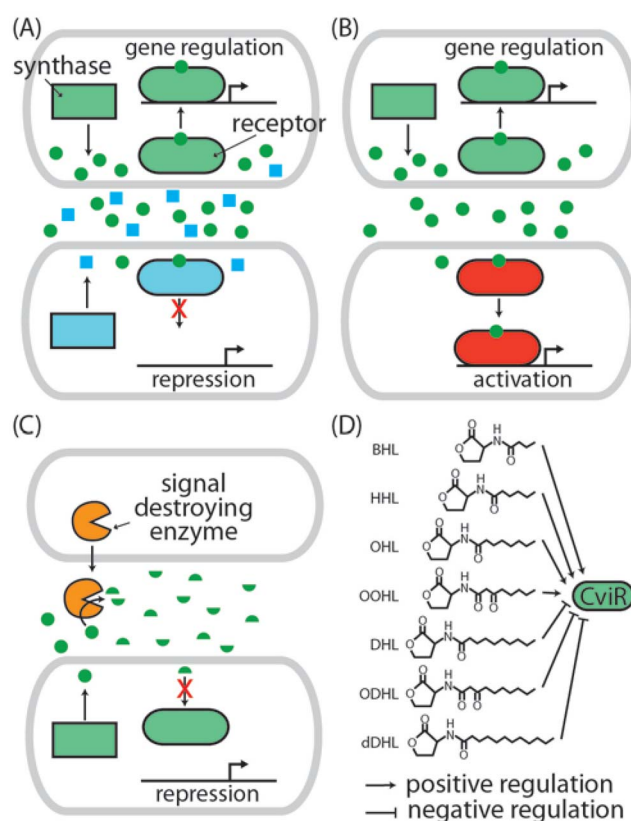 (A)
synthase
gene regulation
receptor
repression
(B)
gene regulation
activation
(C)
signal
destroying
enzyme
repression
(D)
BHL
HHL
OHL
OOHL
DHL
ODHL
dDHL
CviR
positive regulation
negative regulation